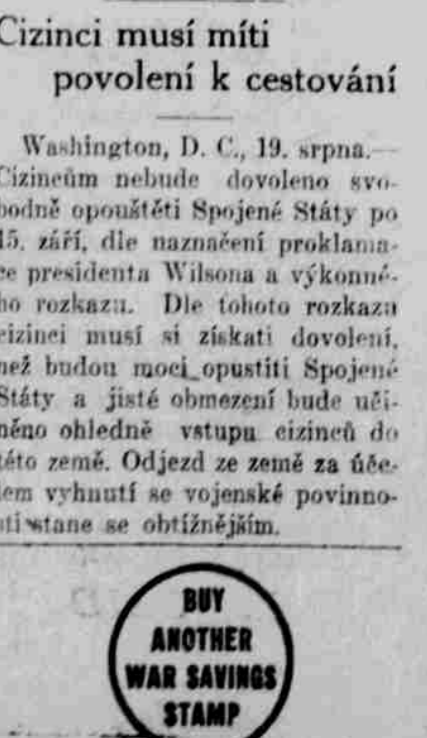 Cizinci musí míti
povolení k cestování
Washington, D. C., 19. srpna.—
Cizincům nebude dovoleno svo-
bodně opouštěti Spojené Státy po
15. září, dle naznačení proklama-
ce presidenta Wilsona a výkonné-
ho rozkazu. Dle tohoto rozkazu
cizinci musí si získati dovolení,
než budou moci opustiti Spojené
Státy a jisté obmezení bude uči-
něno ohledně vstupu cizinců do
této země. Odjezd ze země za úče-
lem vyhnutí se vojenské povinno-
sti stane se obtížnějším.
BUY
ANOTHER
WAR SAVINGS
STAMP